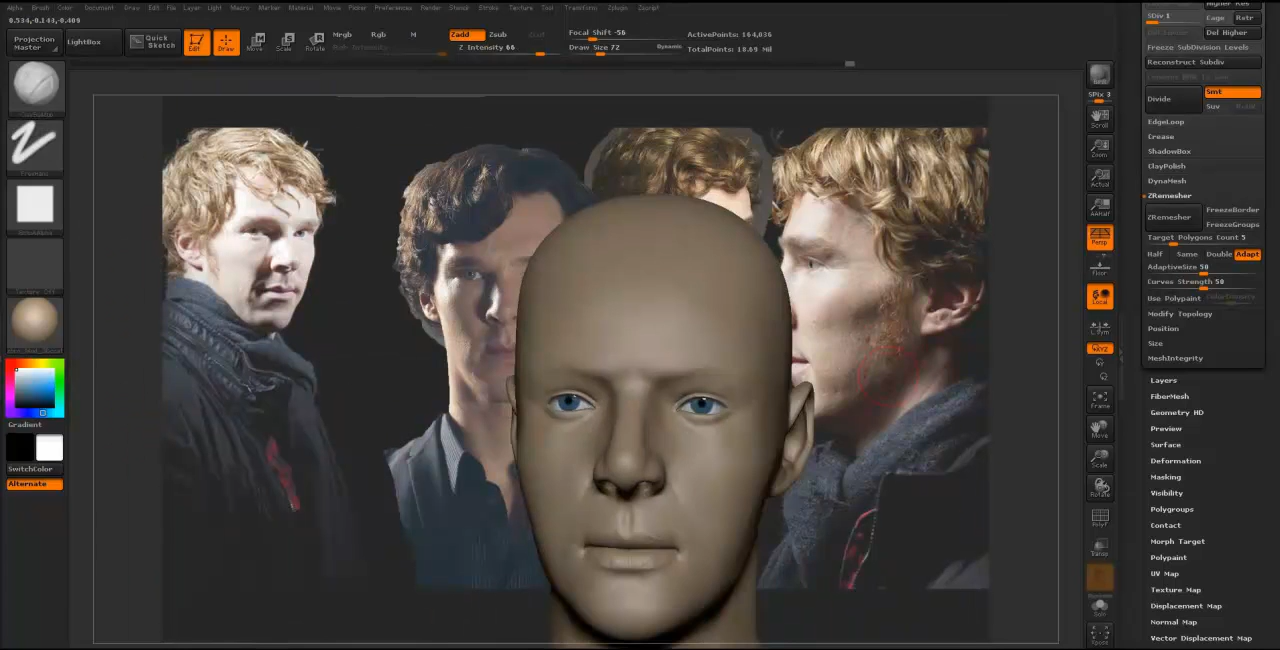 Alpha Brush Color Document Draw Edit File Layer Light Macro Marker Material Movie Picker Preferences Render Stencil Stroke Texture Tool Transform Zplugin Zscript
0.534,-0.143,-0.409
Projection Master
LightBox
Quick Sketch
Edit
Draw
Move
Scale
Rotate
Mrgb Rgb M
Zadd Zsub
Z Intensity 66
Focal Shift -56
Draw Size 72
Dynamic
ActivePoints: 164,036
TotalPoints: 18.69 Mil
Gradient
SwitchColor
Alternate
SPix 3
Scroll
Zoom
Actual
AAHalf
Persp
Floor
Local
L.Sym
Frame
Move
Scale
Rotate
PolyF
Transp
Solo
Xpose
Higher Res
SDiv 1
Cage Rstr
Del Higher
Freeze SubDivision Levels
Reconstruct Subdiv
Divide
Smt
Suv
EdgeLoop
Crease
ShadowBox
ClayPolish
DynaMesh
ZRemesher
ZRemesher
FreezeBorder
FreezeGroups
Target Polygons Count 5
Half Same Double Adapt
AdaptiveSize 50
Curves Strength 50
Use Polypaint
Modify Topology
Position
Size
MeshIntegrity
Layers
FiberMesh
Geometry HD
Preview
Surface
Deformation
Masking
Visibility
Polygroups
Contact
Morph Target
Polypaint
UV Map
Texture Map
Displacement Map
Normal Map
Vector Displacement Map